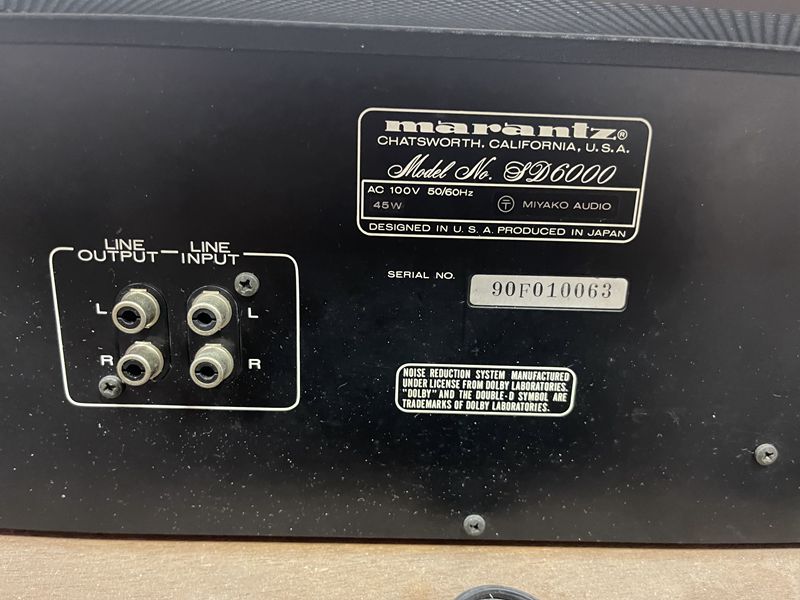 marantz®
CHATSWORTH, CALIFORNIA, U.S.A.
Model No. SD6000
AC 100V 50/60Hz
45W
T MIYAKO AUDIO
DESIGNED IN U.S.A. PRODUCED IN JAPAN
LINE OUTPUT
LINE INPUT
L
L
R
R
SERIAL NO. 90F010063
NOISE REDUCTION SYSTEM MANUFACTURED
UNDER LICENSE FROM DOLBY LABORATORIES.
"DOLBY" AND THE DOUBLE-D SYMBOL ARE
TRADEMARKS OF DOLBY LABORATORIES.